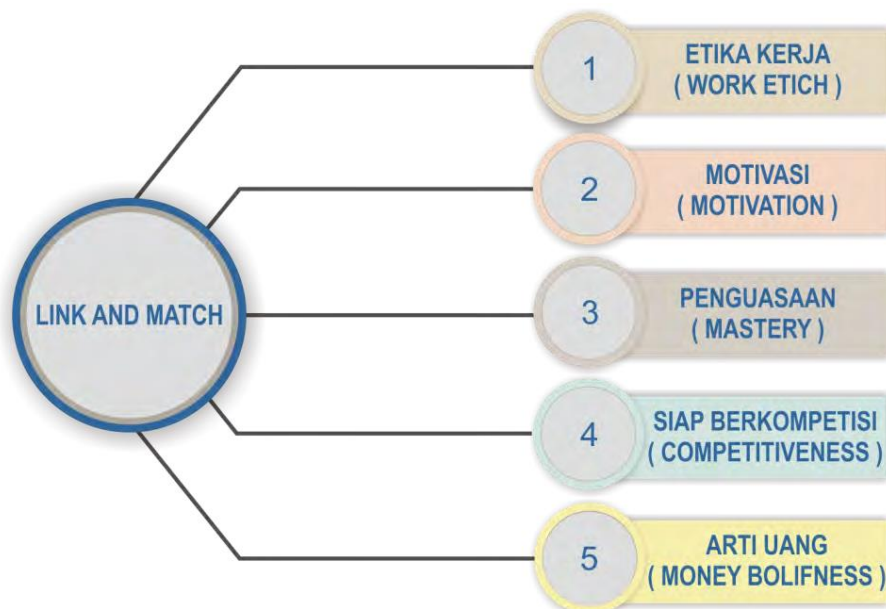 LINK AND MATCH
1
ETIKA KERJA
( WORK ETICH )
2
MOTIVASI
( MOTIVATION )
3
PENGUASAAN
( MASTERY )
4
SIAP BERKOMPETISI
( COMPETITIVENESS )
5
ARTI UANG
( MONEY BOLIFNESS )